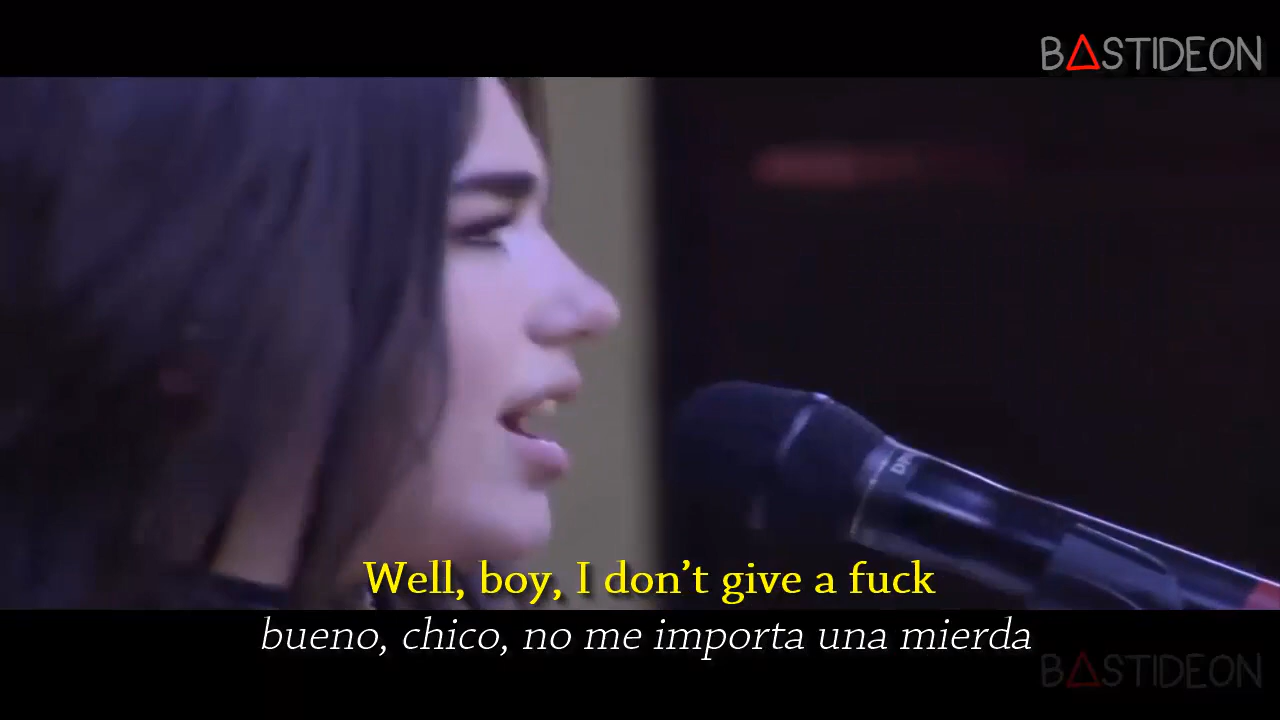 BASTIDEON
Well, boy, I don’t give a fuck
bueno, chico, no me importa una mierda
BASTIDEON